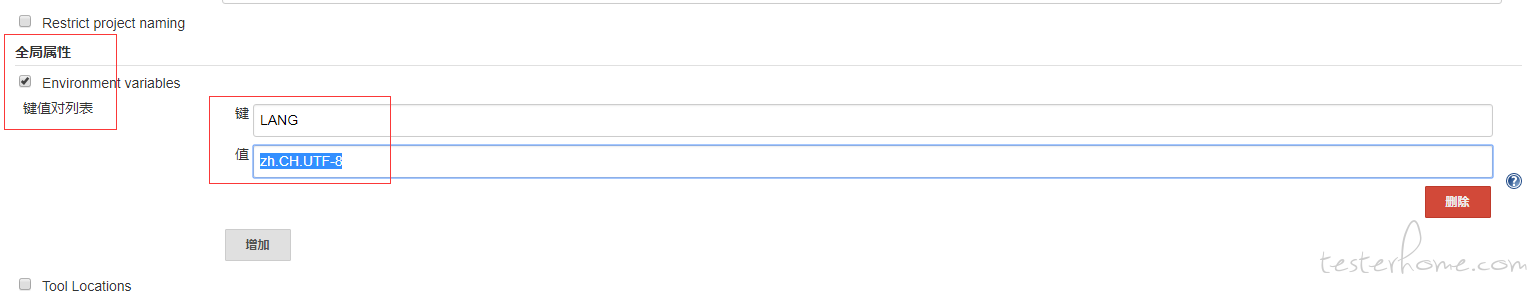 Restrict project naming
全局属性
Environment variables
键值对列表
键
LANG
值
zh.CH.UTF-8
?
删除
增加
testerhome.com
Tool Locations